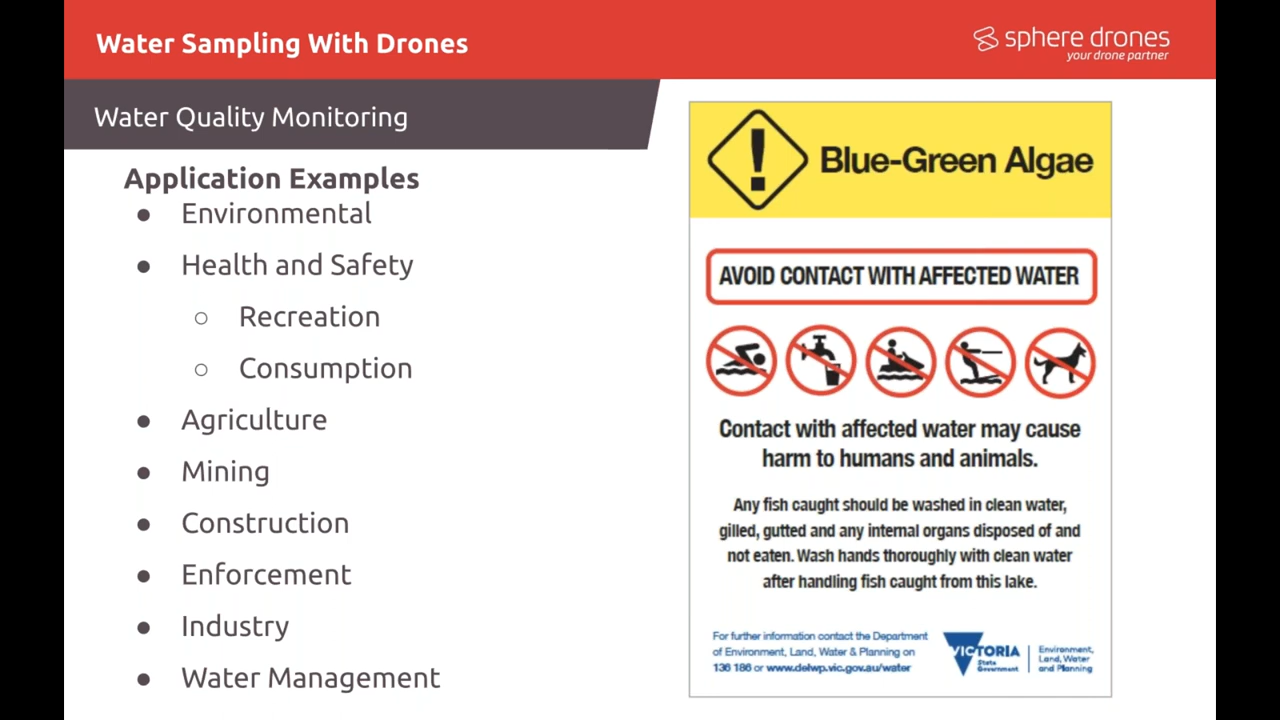 Water Sampling With Drones
sphere drones
your drone partner
Water Quality Monitoring
Application Examples
● Environmental
● Health and Safety
○ Recreation
○ Consumption
● Agriculture
● Mining
● Construction
● Enforcement
● Industry
● Water Management
!
Blue-Green Algae
AVOID CONTACT WITH AFFECTED WATER
Contact with affected water may cause
harm to humans and animals.
Any fish caught should be washed in clean water,
gilled, gutted and any internal organs disposed of and
not eaten. Wash hands thoroughly with clean water
after handling fish caught from this lake.
For further information contact the Department
of Environment, Land, Water & Planning on
136 186 or www.delwp.vic.gov.au/water
VICTORIA
State
Government
Environment,
Land, Water
and Planning